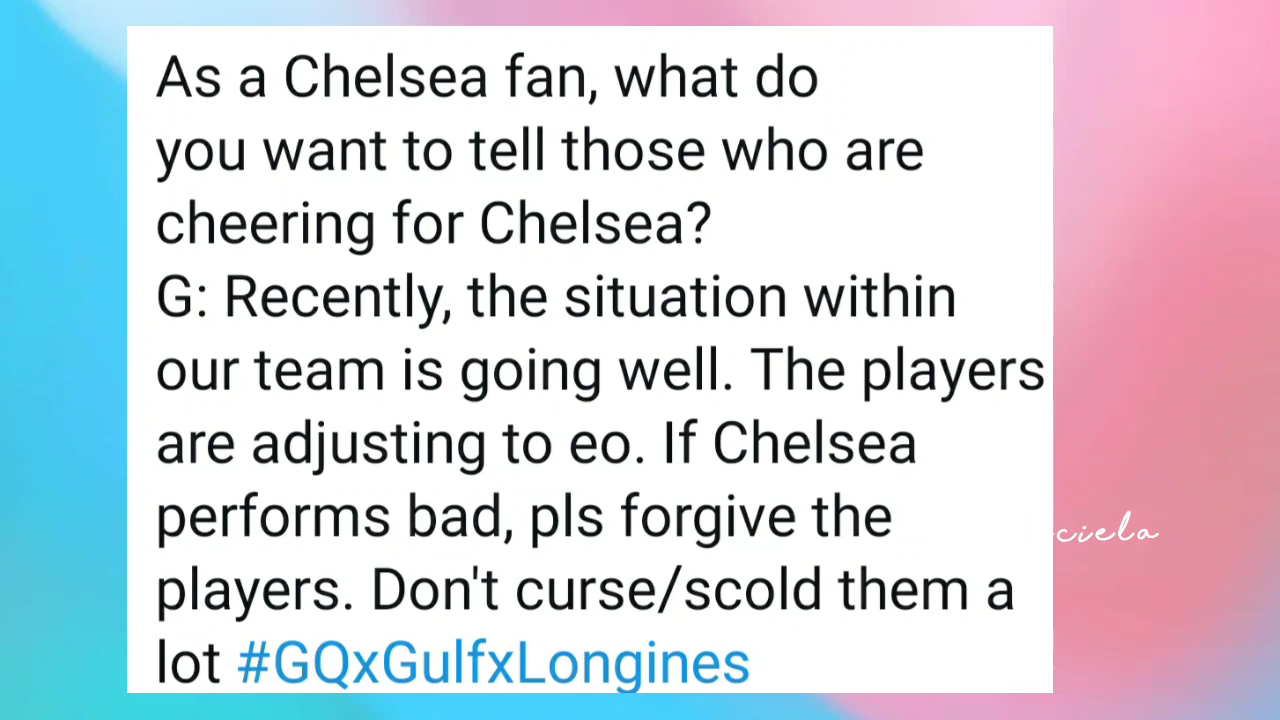 As a Chelsea fan, what do
you want to tell those who are
cheering for Chelsea?
G: Recently, the situation within
our team is going well. The players
are adjusting to eo. If Chelsea
performs bad, pls forgive the
players. Don't curse/scold them a
lot #GQxGulfxLongines
ciela